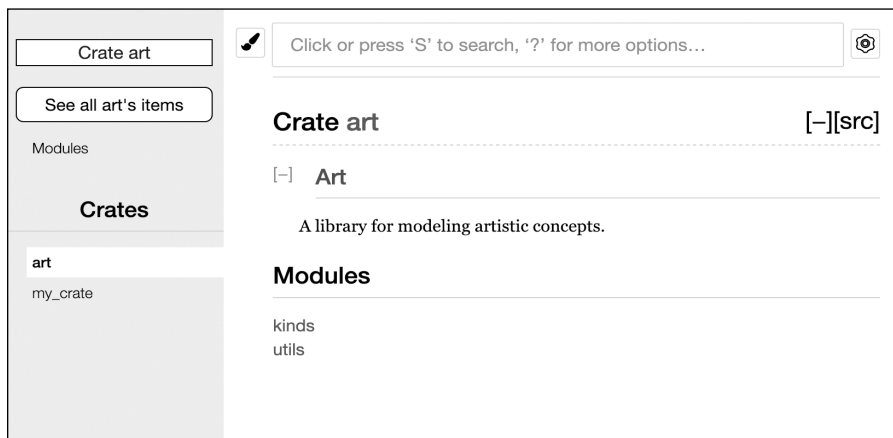 Crate art
See all art's items
Modules
Crates
art
my_crate
Click or press ‘S’ to search, ‘?’ for more options…
Crate art
[–][src]
[–] Art
A library for modeling artistic concepts.
Modules
kinds
utils